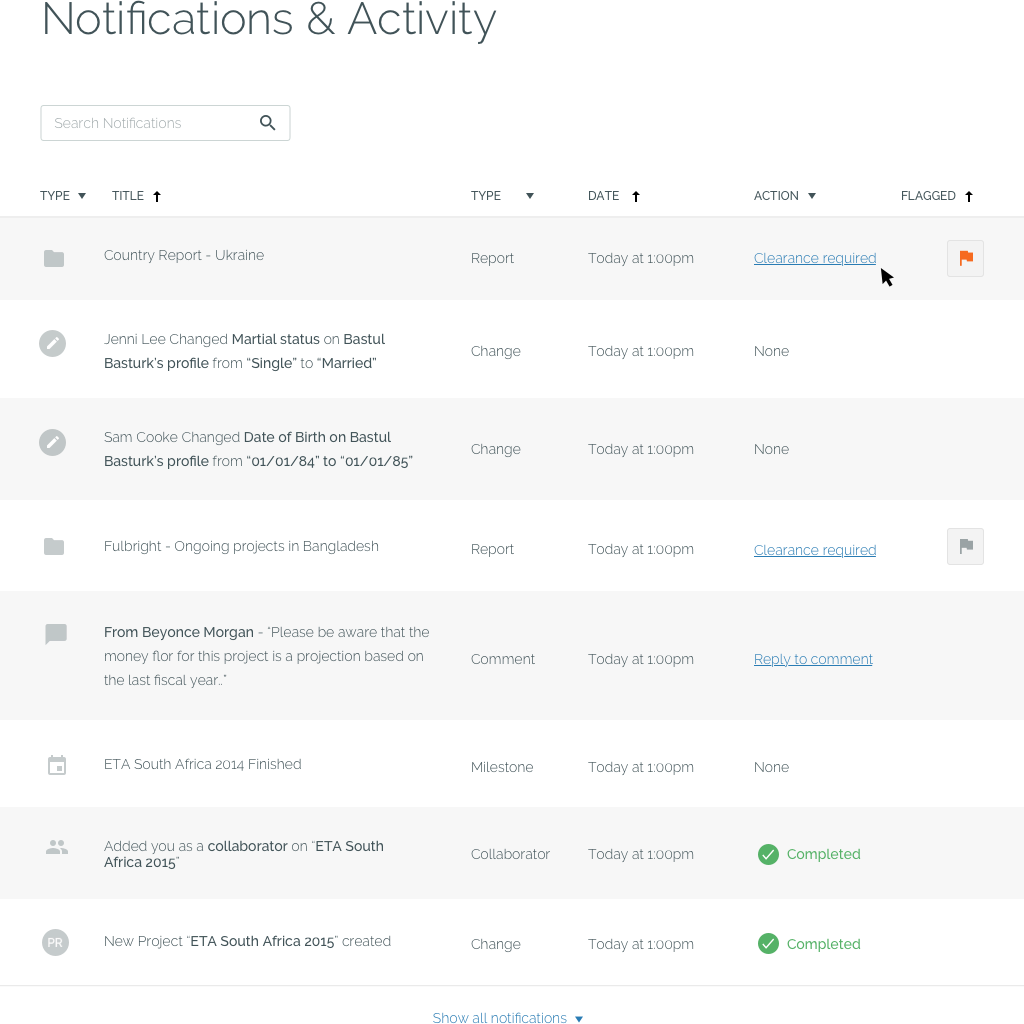 Notifications & Activity
Search Notifications
TYPE TITLE TYPE DATE ACTION FLAGGED
Country Report - Ukraine Report Today at 1:00pm Clearance required
Jenni Lee Changed Martial status on Bastul
Basturk's profile from “Single” to “Married”
Change Today at 1:00pm None
Sam Cooke Changed Date of Birth on Bastul
Basturk's profile from “01/01/84” to “01/01/85”
Change Today at 1:00pm None
Fulbright - Ongoing projects in Bangladesh Report Today at 1:00pm Clearance required
From Beyonce Morgan - “Please be aware that the
money flor for this project is a projection based on
the last fiscal year..”
Comment Today at 1:00pm Reply to comment
ETA South Africa 2014 Finished Milestone Today at 1:00pm None
Added you as a collaborator on “ETA South
Africa 2015”
Collaborator Today at 1:00pm Completed
PR New Project “ETA South Africa 2015” created Change Today at 1:00pm Completed
Show all notifications